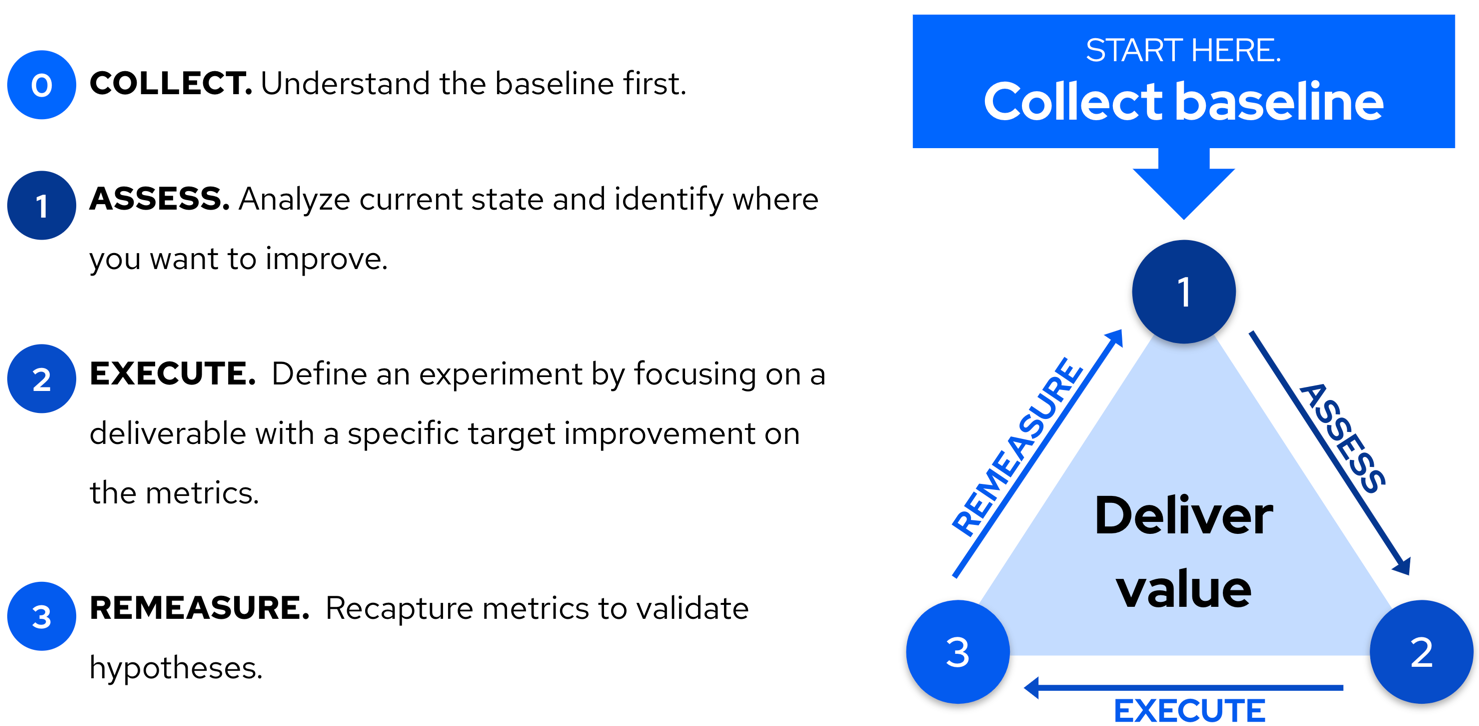 0
COLLECT. Understand the baseline first.
1
ASSESS. Analyze current state and identify where
you want to improve.
2
EXECUTE. Define an experiment by focusing on a
deliverable with a specific target improvement on
the metrics.
3
REMEASURE. Recapture metrics to validate
hypotheses.
START HERE.
Collect baseline
1
REMEASURE
ASSESS
Deliver
value
3
2
EXECUTE